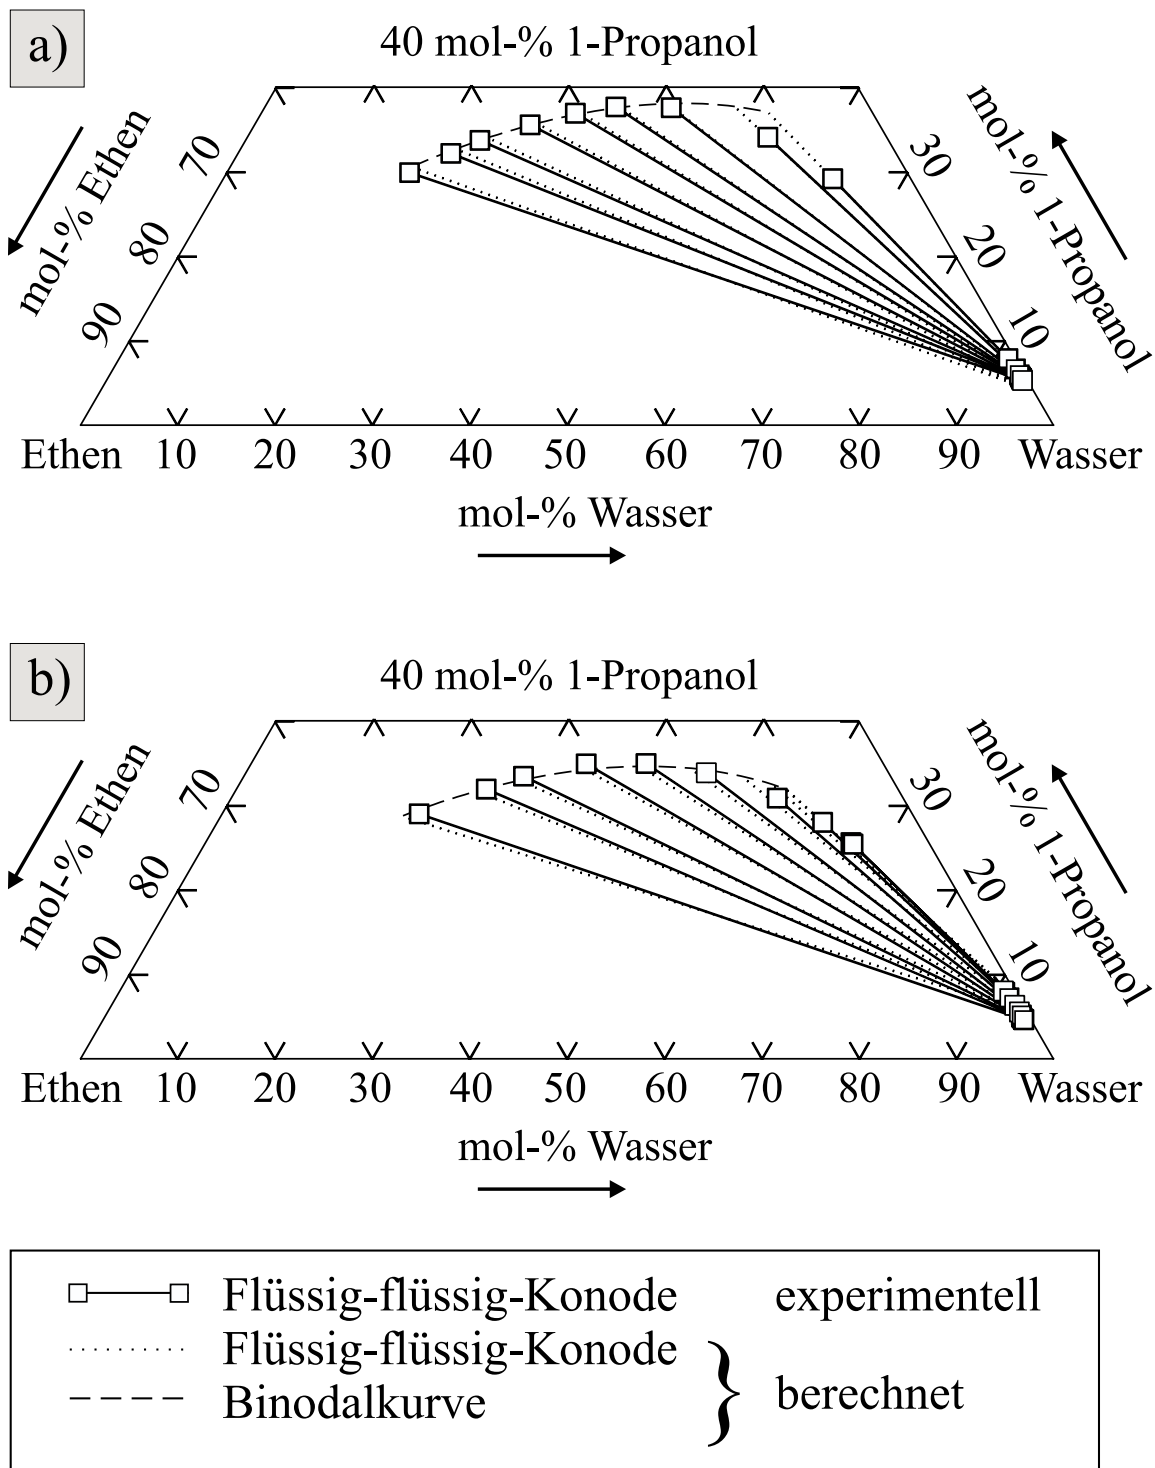 a)
40 mol-% 1-Propanol
mol-% Ethen
70
80
90
mol-% 1-Propanol
30
20
10
Ethen 10 20 30 40 50 60 70 80 90 Wasser
mol-% Wasser
b)
40 mol-% 1-Propanol
mol-% Ethen
70
80
90
mol-% 1-Propanol
30
20
10
Ethen 10 20 30 40 50 60 70 80 90 Wasser
mol-% Wasser
Flüssig-flüssig-Konode experimentell
Flüssig-flüssig-Konode
Binodalkurve
} berechnet